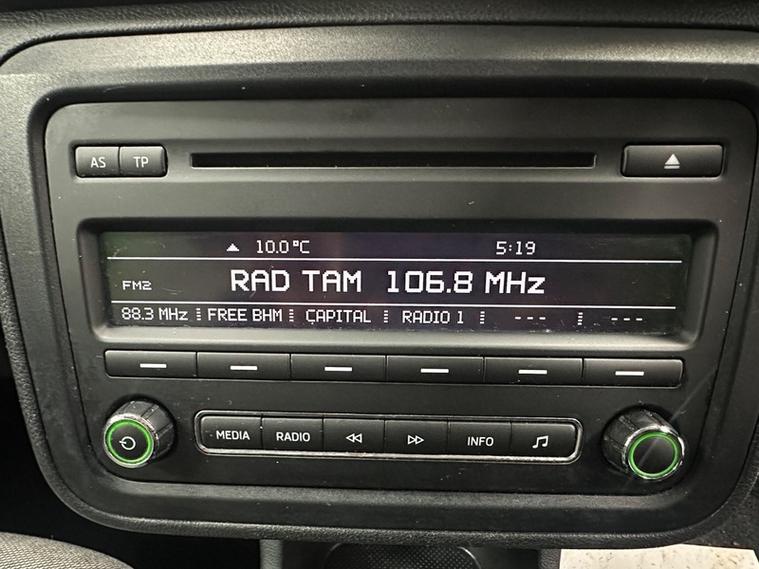 AS TP
10.0°C 5:19
FM2 RAD TAM 106.8 MHz
88.3 MHz FREE BHM CAPITAL RADIO 1 --- ---
MEDIA RADIO INFO